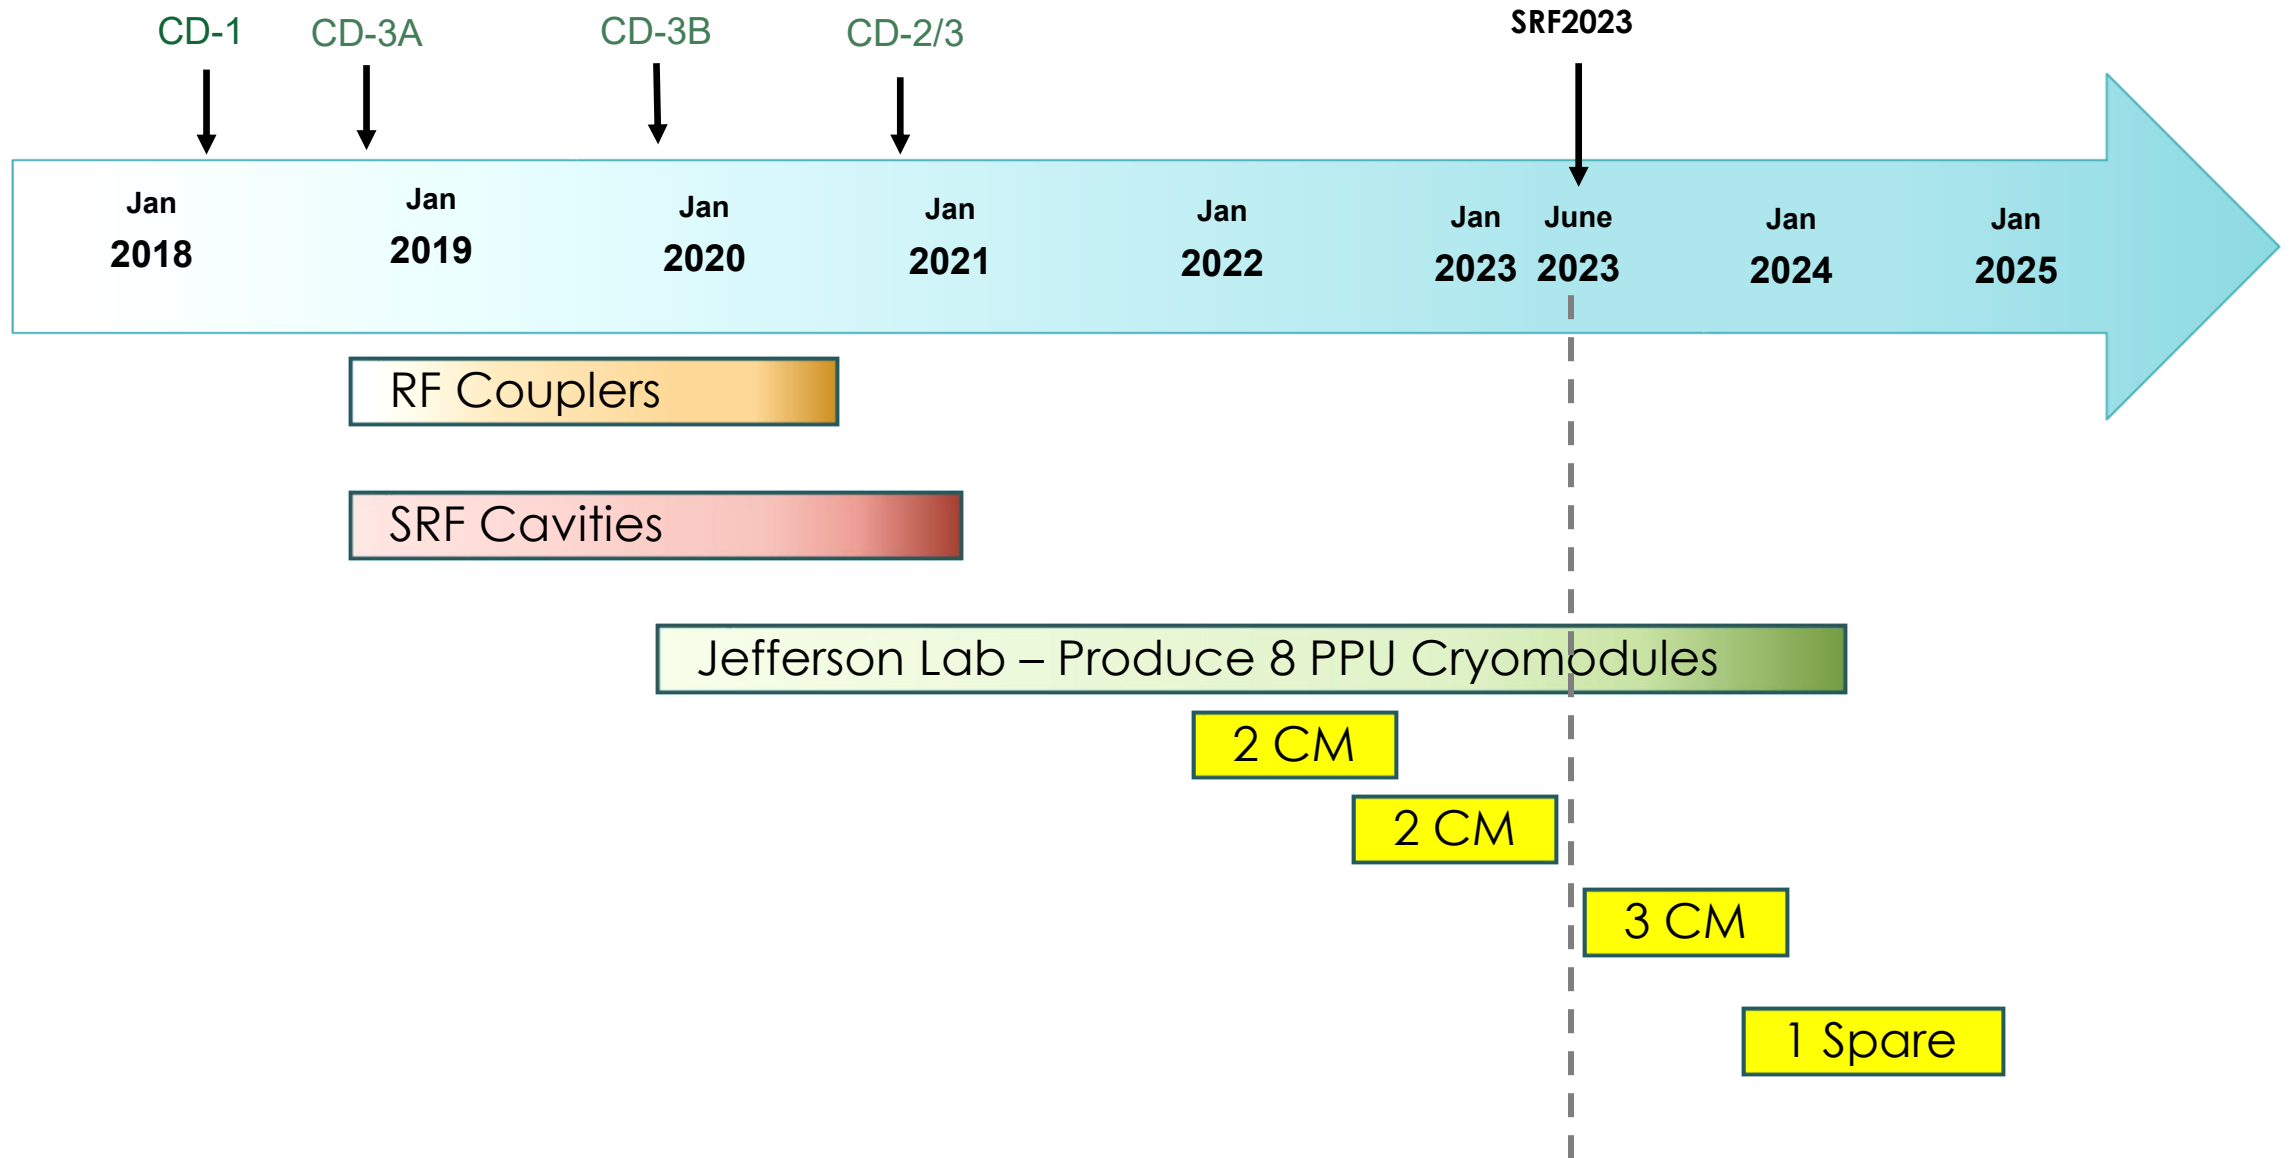 CD-1
CD-3A
CD-3B
CD-2/3
SRF2023
Jan
2018
Jan
2019
Jan
2020
Jan
2021
Jan
2022
Jan
2023
June
2023
Jan
2024
Jan
2025
RF Couplers
SRF Cavities
Jefferson Lab – Produce 8 PPU Cryomodules
2 CM
2 CM
3 CM
1 Spare